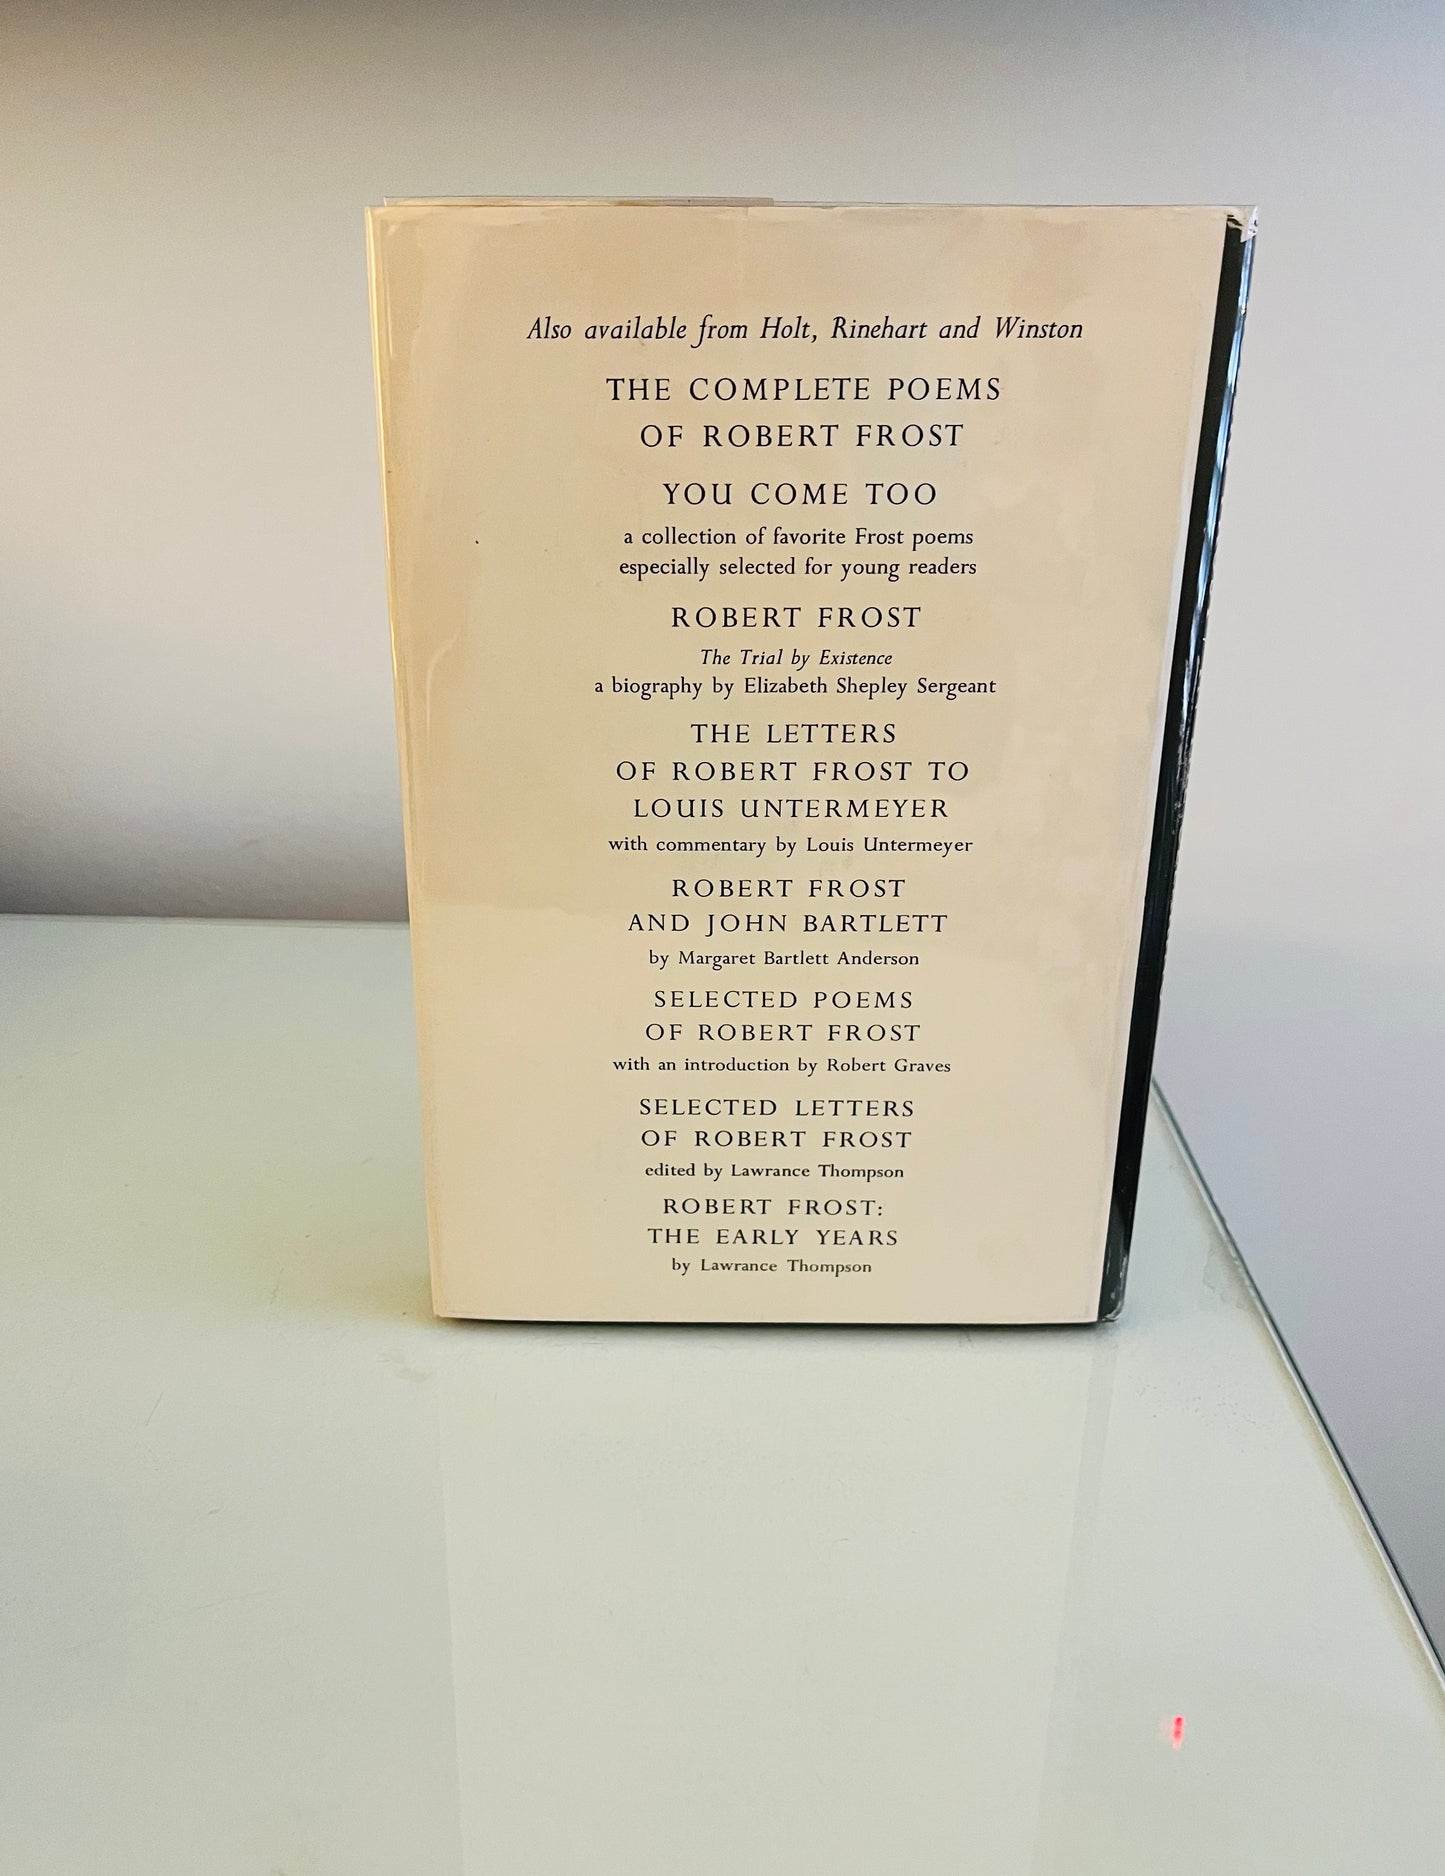 Also available from Holt, Rinehart and Winston
THE COMPLETE POEMS
OF ROBERT FROST
YOU COME TOO
a collection of favorite Frost poems
especially selected for young readers
ROBERT FROST
The Trial by Existence
a biography by Elizabeth Shepley Sergeant
THE LETTERS
OF ROBERT FROST TO
LOUIS UNTERMEYER
with commentary by Louis Untermeyer
ROBERT FROST
AND JOHN BARTLETT
by Margaret Bartlett Anderson
SELECTED POEMS
OF ROBERT FROST
with an introduction by Robert Graves
SELECTED LETTERS
OF ROBERT FROST
edited by Lawrance Thompson
ROBERT FROST:
THE EARLY YEARS
by Lawrance Thompson